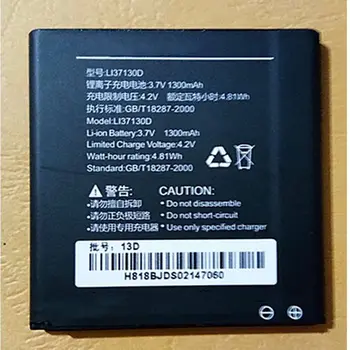 型号:LI37130D
锂离子充电电池:3.7V 1300mAh
充电限制电压:4.2V 额定瓦特小时:4.81Wh
执行标准:GB/T18287-2000
Model:LI37130D
Li-ion Battery:3.7V 1300mAh
Limited Charge Voltage:4.2V
Watt-hour rating:4.81Wh
Standard:GB/T18287-2000
警告:
请勿擅自拆卸
请勿正负极短路
请使用专用充电器
CAUTION:
Do not disassemble
Do not short-circuit
Use only specified charger
批号: 13D
H818BJDS02147060